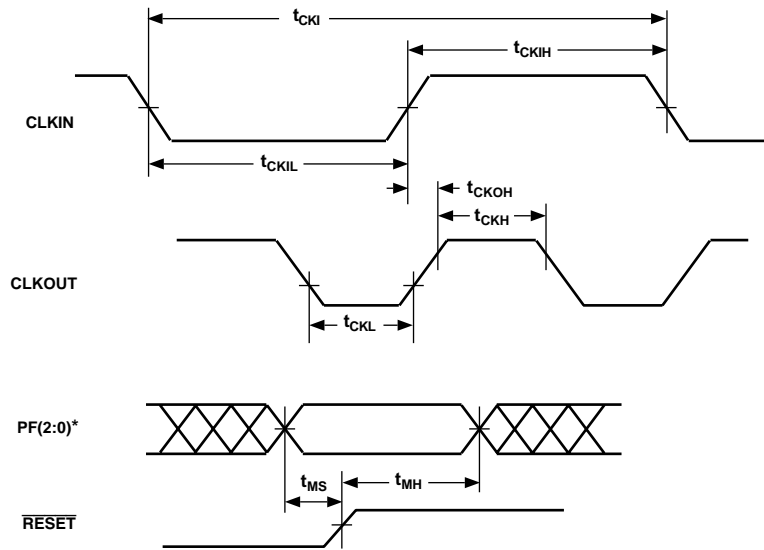 tCKI
tCKIH
CLKIN
tCKIL
tCKOH
tCKH
CLKOUT
tCKL
PF(2:0)*
tMS
tMH
RESET